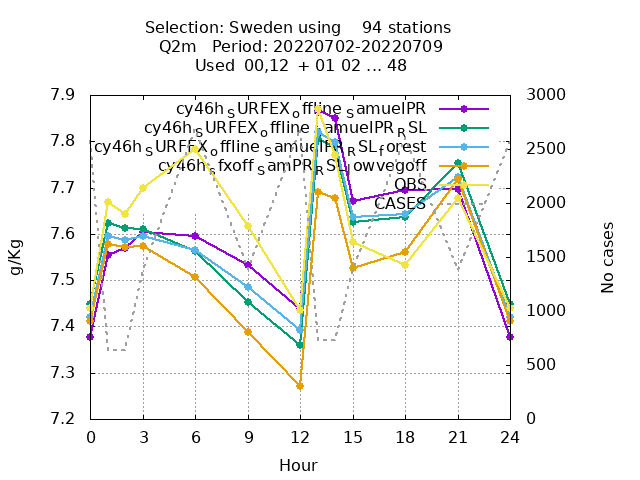 Selection: Sweden using    94 stations
Q2m   Period: 20220702-20220709
Used  00,12  + 01 02 ... 48
7.9
7.8
7.7
7.6
7.5
7.4
7.3
7.2
g/Kg
3000
2500
2000
1500
1000
500
0
No cases
cy46h_SURFEX_offline_SamuelPR
cy46h_SURFEX_offline_SamuelPR_RSL
cy46h_SURFEX_offline_SamuelPR_RSL_forest
cy46h_sfxoff_SamPR_RSL_lowvegoff
OBS
CASES
0 3 6 9 12 15 18 21 24
Hour